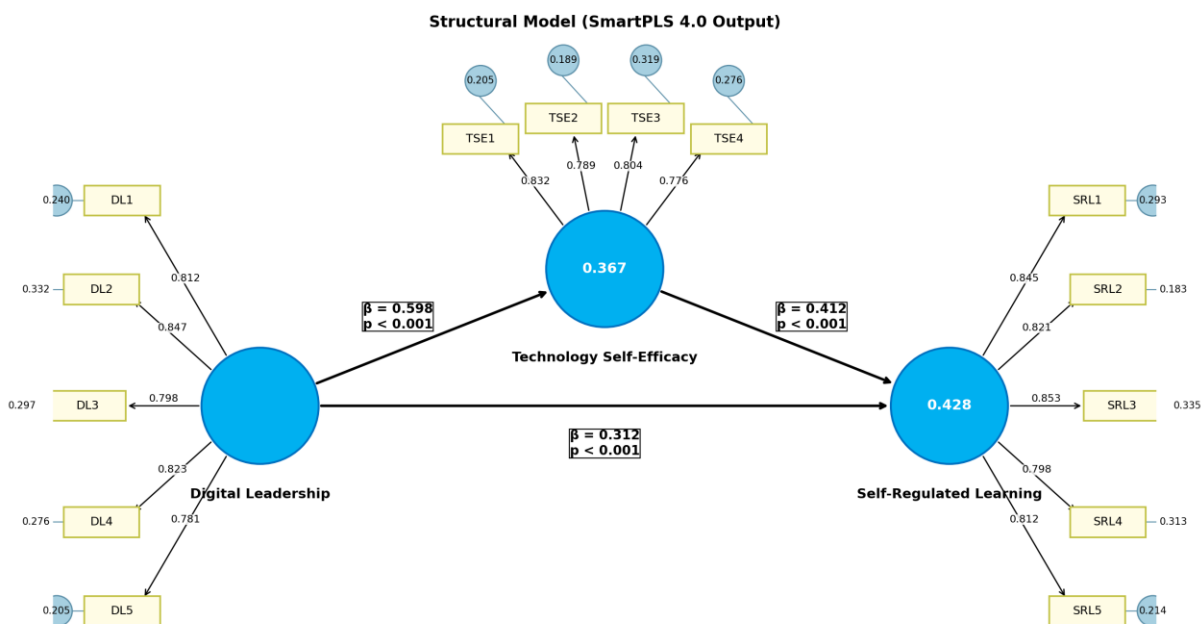 Structural Model (SmartPLS 4.0 Output)
0.205
0.189
0.319
0.276
TSE1
TSE2
TSE3
TSE4
0.832
0.789
0.804
0.776
0.240
DL1
0.332
DL2
0.297
DL3
0.276
DL4
0.205
DL5
0.812
0.847
0.798
0.823
0.781
Digital Leadership
β = 0.598
p < 0.001
0.367
Technology Self-Efficacy
β = 0.412
p < 0.001
β = 0.312
p < 0.001
0.428
Self-Regulated Learning
0.845
0.821
0.853
0.798
0.812
SRL1
0.293
SRL2
0.183
SRL3
0.335
SRL4
0.313
SRL5
0.214